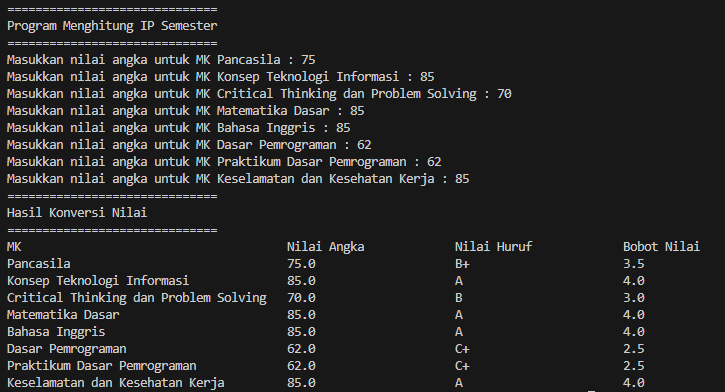 ==============================
Program Menghitung IP Semester
==============================
Masukkan nilai angka untuk MK Pancasila : 75
Masukkan nilai angka untuk MK Konsep Teknologi Informasi : 85
Masukkan nilai angka untuk MK Critical Thinking dan Problem Solving : 70
Masukkan nilai angka untuk MK Matematika Dasar : 85
Masukkan nilai angka untuk MK Bahasa Inggris : 85
Masukkan nilai angka untuk MK Dasar Pemrograman : 62
Masukkan nilai angka untuk MK Praktikum Dasar Pemrograman : 62
Masukkan nilai angka untuk MK Keselamatan dan Kesehatan Kerja : 85
==============================
Hasil Konversi Nilai
==============================
MK Nilai Angka Nilai Huruf Bobot Nilai
Pancasila 75.0 B+ 3.5
Konsep Teknologi Informasi 85.0 A 4.0
Critical Thinking dan Problem Solving 70.0 B 3.0
Matematika Dasar 85.0 A 4.0
Bahasa Inggris 85.0 A 4.0
Dasar Pemrograman 62.0 C+ 2.5
Praktikum Dasar Pemrograman 62.0 C+ 2.5
Keselamatan dan Kesehatan Kerja 85.0 A 4.0